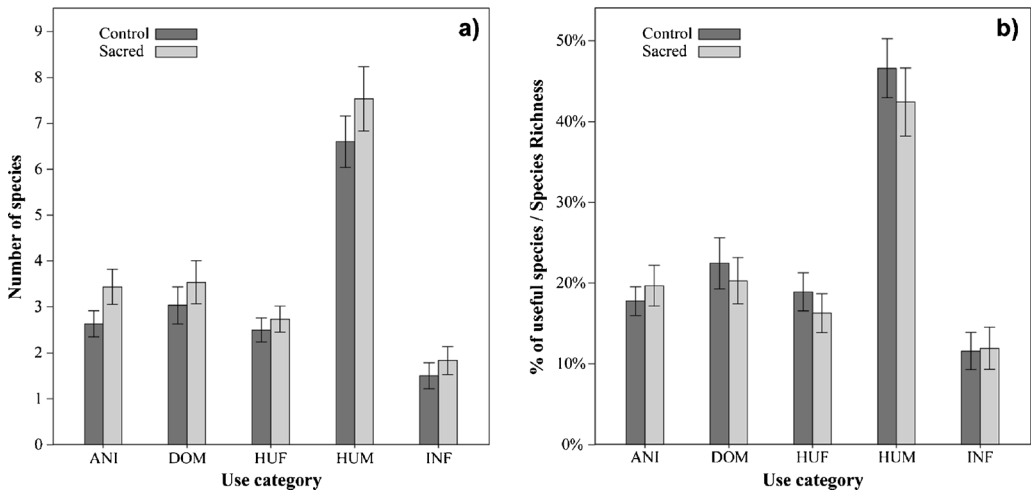 a)
Control
Sacred
Number of species
9
8
7
6
5
4
3
2
1
0
ANI DOM HUF HUM INF
Use category
b)
Control
Sacred
% of useful species / Species Richness
50%
40%
30%
20%
10%
0%
ANI DOM HUF HUM INF
Use category